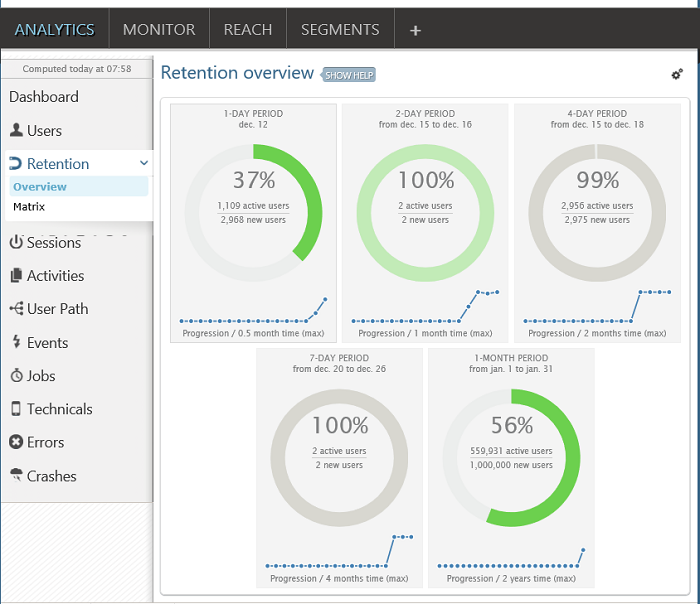 ANALYTICS MONITOR REACH SEGMENTS +
Computed today at 07:58
Dashboard
Users
Retention
Overview
Matrix
Sessions
Activities
User Path
Events
Jobs
Technicals
Errors
Crashes
Retention overview SHOW HELP
1-DAY PERIOD
dec. 12
37%
1,109 active users
2,968 new users
Progression / 0.5 month time (max)
2-DAY PERIOD
from dec. 15 to dec. 16
100%
2 active users
2 new users
Progression / 1 month time (max)
4-DAY PERIOD
from dec. 15 to dec. 18
99%
2,956 active users
2,975 new users
Progression / 2 months time (max)
7-DAY PERIOD
from dec. 20 to dec. 26
100%
2 active users
2 new users
Progression / 4 months time (max)
1-MONTH PERIOD
from jan. 1 to jan. 31
56%
559,931 active users
1,000,000 new users
Progression / 2 years time (max)